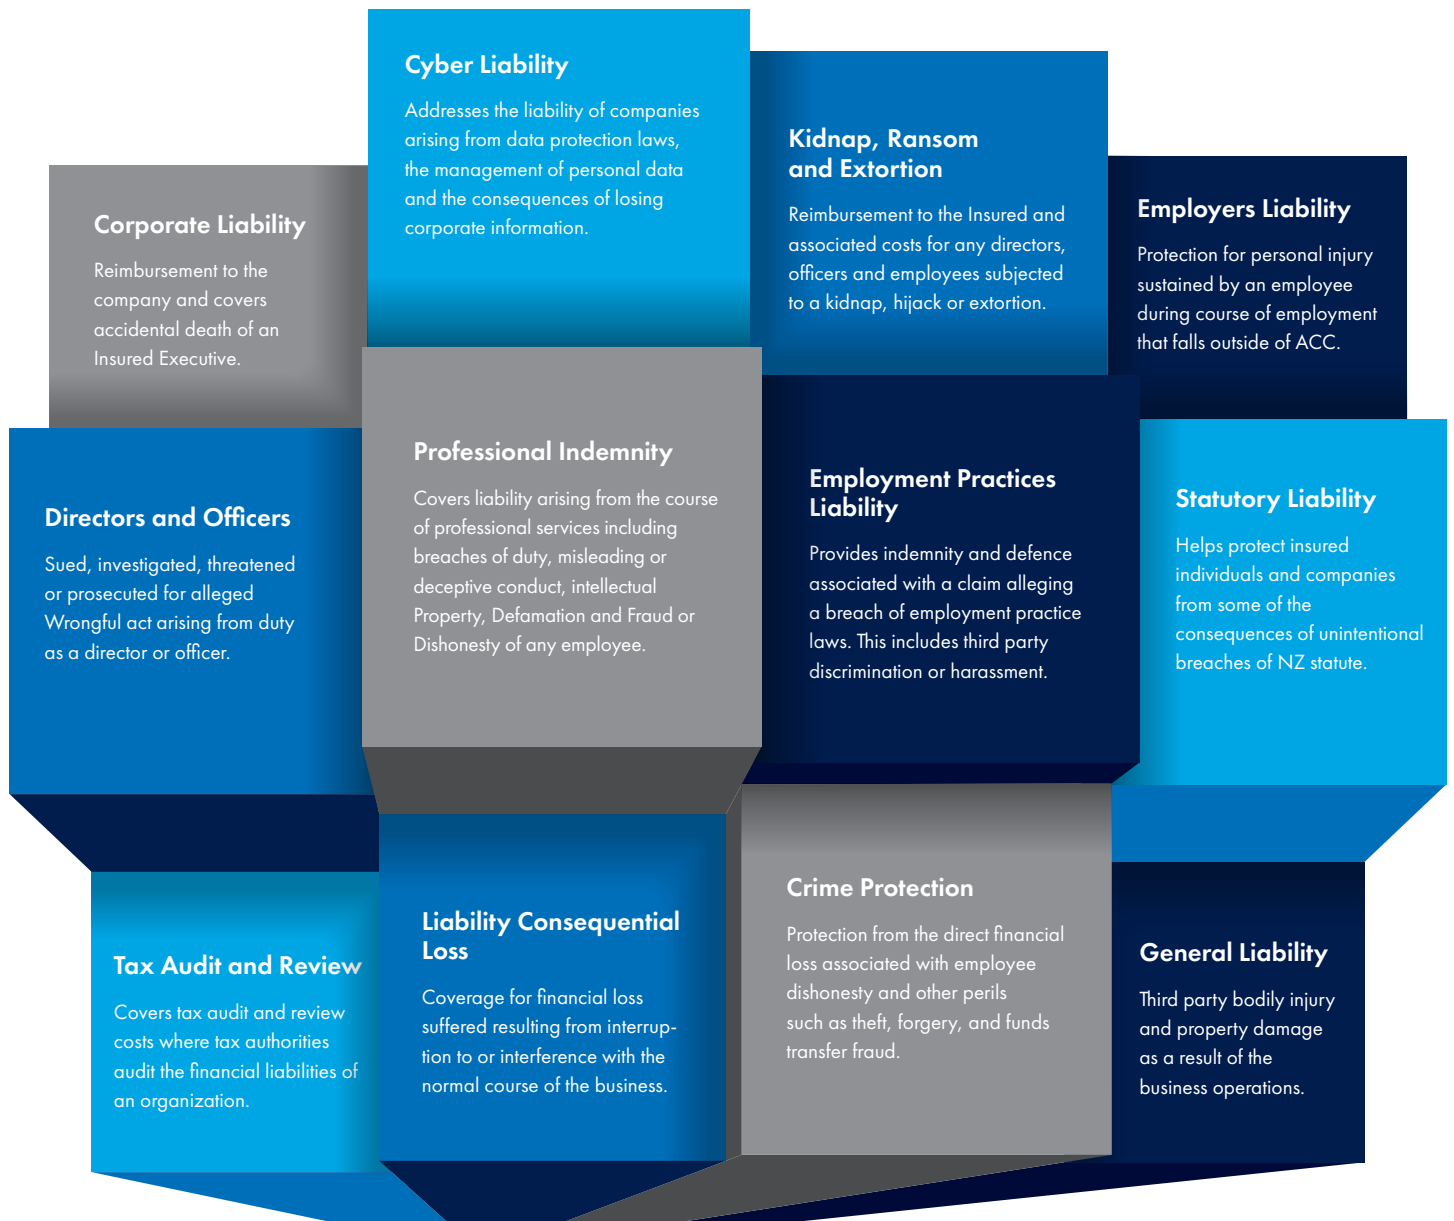 Cyber Liability
Addresses the liability of companies
arising from data protection laws,
the management of personal data
and the consequences of losing
corporate information.
Kidnap, Ransom
and Extortion
Reimbursement to the Insured and
associated costs for any directors,
officers and employees subjected
to a kidnap, hijack or extortion.
Corporate Liability
Reimbursement to the
company and covers
accidental death of an
Insured Executive.
Employers Liability
Protection for personal injury
sustained by an employee
during course of employment
that falls outside of ACC.
Directors and Officers
Sued, investigated, threatened
or prosecuted for alleged
Wrongful act arising from duty
as a director or officer.
Professional Indemnity
Covers liability arising from the course
of professional services including
breaches of duty, misleading or
deceptive conduct, intellectual
Property, Defamation and Fraud or
Dishonesty of any employee.
Employment Practices
Liability
Provides indemnity and defence
associated with a claim alleging
a breach of employment practice
laws. This includes third party
discrimination or harassment.
Statutory Liability
Helps protect insured
individuals and companies
from some of the
consequences of unintentional
breaches of NZ statute.
Tax Audit and Review
Covers tax audit and review
costs where tax authorities
audit the financial liabilities of
an organization.
Liability Consequential
Loss
Coverage for financial loss
suffered resulting from interrup-
tion to or interference with the
normal course of the business.
Crime Protection
Protection from the direct financial
loss associated with employee
dishonesty and other perils
such as theft, forgery, and funds
transfer fraud.
General Liability
Third party bodily injury
and property damage
as a result of the
business operations.